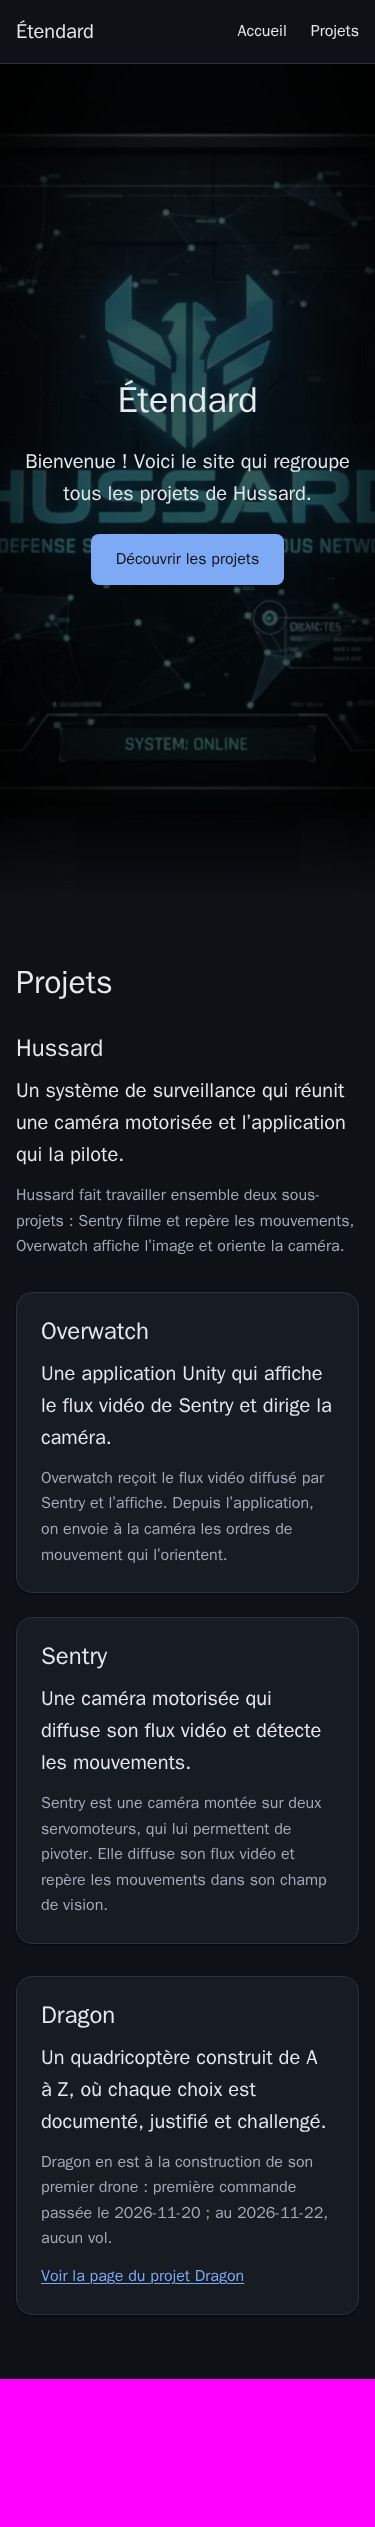 Étendard
Accueil
Projets
Étendard
Bienvenue ! Voici le site qui regroupe
tous les projets de Hussard.
HUSSARD
DEFENSE
Découvrir les projets
SYSTEM: ONLINE
Projets
Hussard
Un système de surveillance qui réunit
une caméra motorisée et l’application
qui la pilote.
Hussard fait travailler ensemble deux sous-
projets : Sentry filme et repère les mouvements,
Overwatch affiche l’image et oriente la caméra.
Overwatch
Une application Unity qui affiche
le flux vidéo de Sentry et dirige la
caméra.
Overwatch reçoit le flux vidéo diffusé par
Sentry et l’affiche. Depuis l’application,
on envoie à la caméra les ordres de
mouvement qui l’orientent.
Sentry
Une caméra motorisée qui
diffuse son flux vidéo et détecte
les mouvements.
Sentry est une caméra montée sur deux
servomoteurs, qui lui permettent de
pivoter. Elle diffuse son flux vidéo et
repère les mouvements dans son champ
de vision.
Dragon
Un quadricoptère construit de A
à Z, où chaque choix est
documenté, justifié et challengé.
Dragon en est à la construction de son
premier drone : première commande
passée le 2026-11-20 ; au 2026-11-22,
aucun vol.
Voir la page du projet Dragon